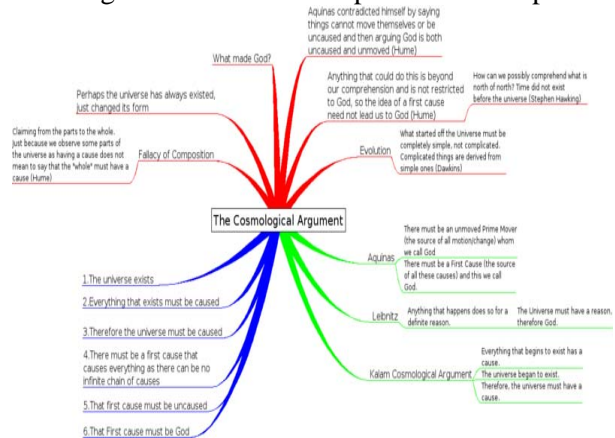 Aquinas contradicted himself by saying
things cannot move themselves or be
uncaused and then arguing God is both
uncaused and unmoved (Hume)
What made God?
Anything that could do this is beyond
our comprehension and is not restricted
to God, so the idea of a first cause
need not lead us to God (Hume)
How can we possibly comprehend what is
north of north? Time did not exist
before the universe (Stephen Hawking)
Perhaps the universe has always existed,
just changed its form
Claiming from the parts to the whole.
just because we observe some parts of
the universe as having a cause does not
mean to say that the "whole" must have a
cause (Hume)
Fallacy of Composition
Evolution
What started off the Universe must be
completely simple, not complicated.
Complicated things are derived from
simple ones (Dawkins)
The Cosmological Argument
Aquinas
There must be an unmoved Prime Mover
(the source of all motion/change) whom
we call God
There must be a First Cause (the source
of all these causes) and this we call
God.
Leibnitz
Anything that happens does so for a
definite reason.
The Universe must have a reason,
therefore God.
Kalam Cosmological Argument
Everything that begins to exist has a
cause.
The universe began to exist.
Therefore, the universe must have a
cause.
1.The universe exists
2.Everything that exists must be caused
3.Therefore the universe must be caused
4.There must be a first cause that
causes everything as there can be no
infinite chain of causes
5.That first cause must be uncaused
6.That First cause must be God